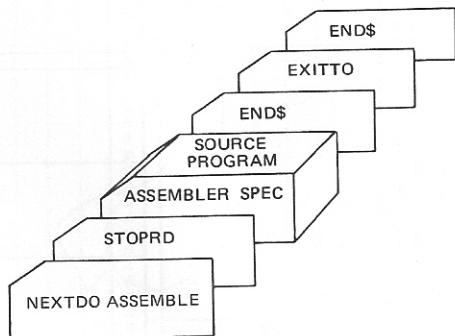 END$
EXITTO
END$
SOURCE
PROGRAM
ASSEMBLER SPEC
STOPRD
NEXTDO ASSEMBLE